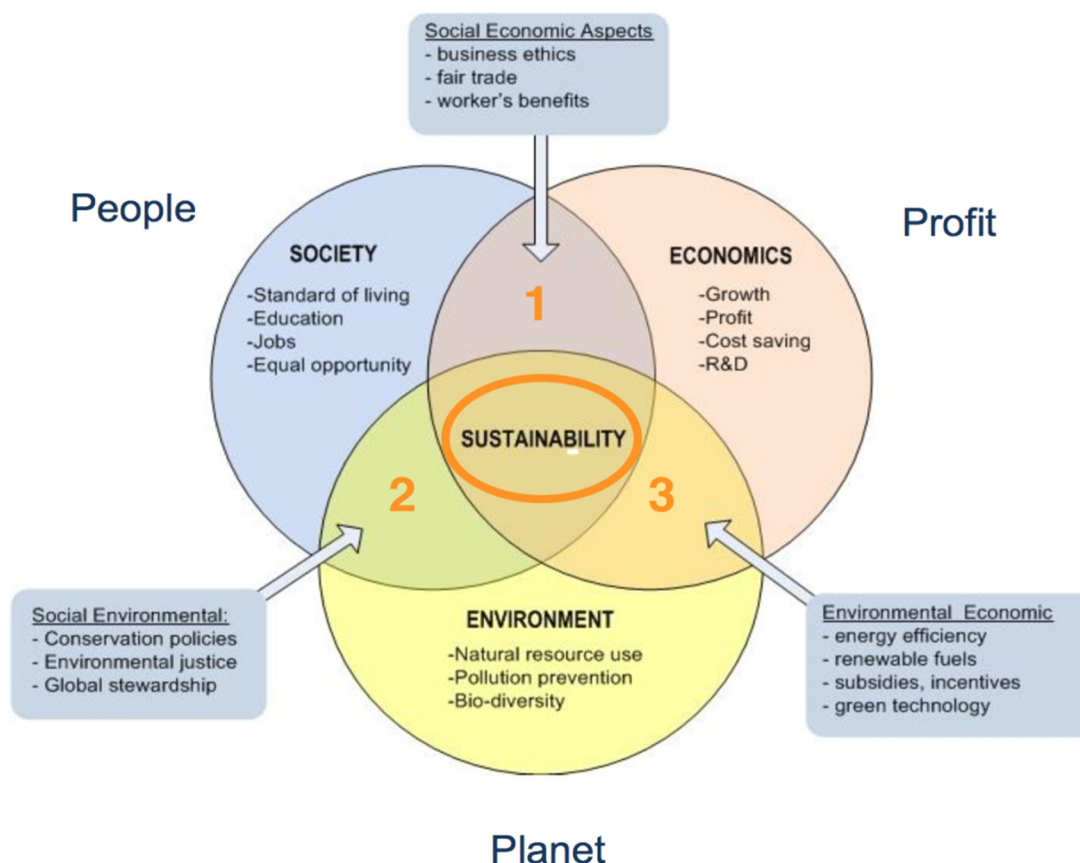 Social Economic Aspects
- business ethics
- fair trade
- worker's benefits
People
Profit
SOCIETY
-Standard of living
-Education
-Jobs
-Equal opportunity
1
ECONOMICS
-Growth
-Profit
-Cost saving
-R&D
SUSTAINABILITY
2
3
Social Environmental:
- Conservation policies
- Environmental justice
- Global stewardship
ENVIRONMENT
-Natural resource use
-Pollution prevention
-Bio-diversity
Environmental Economic
- energy efficiency
- renewable fuels
- subsidies, incentives
- green technology
Planet